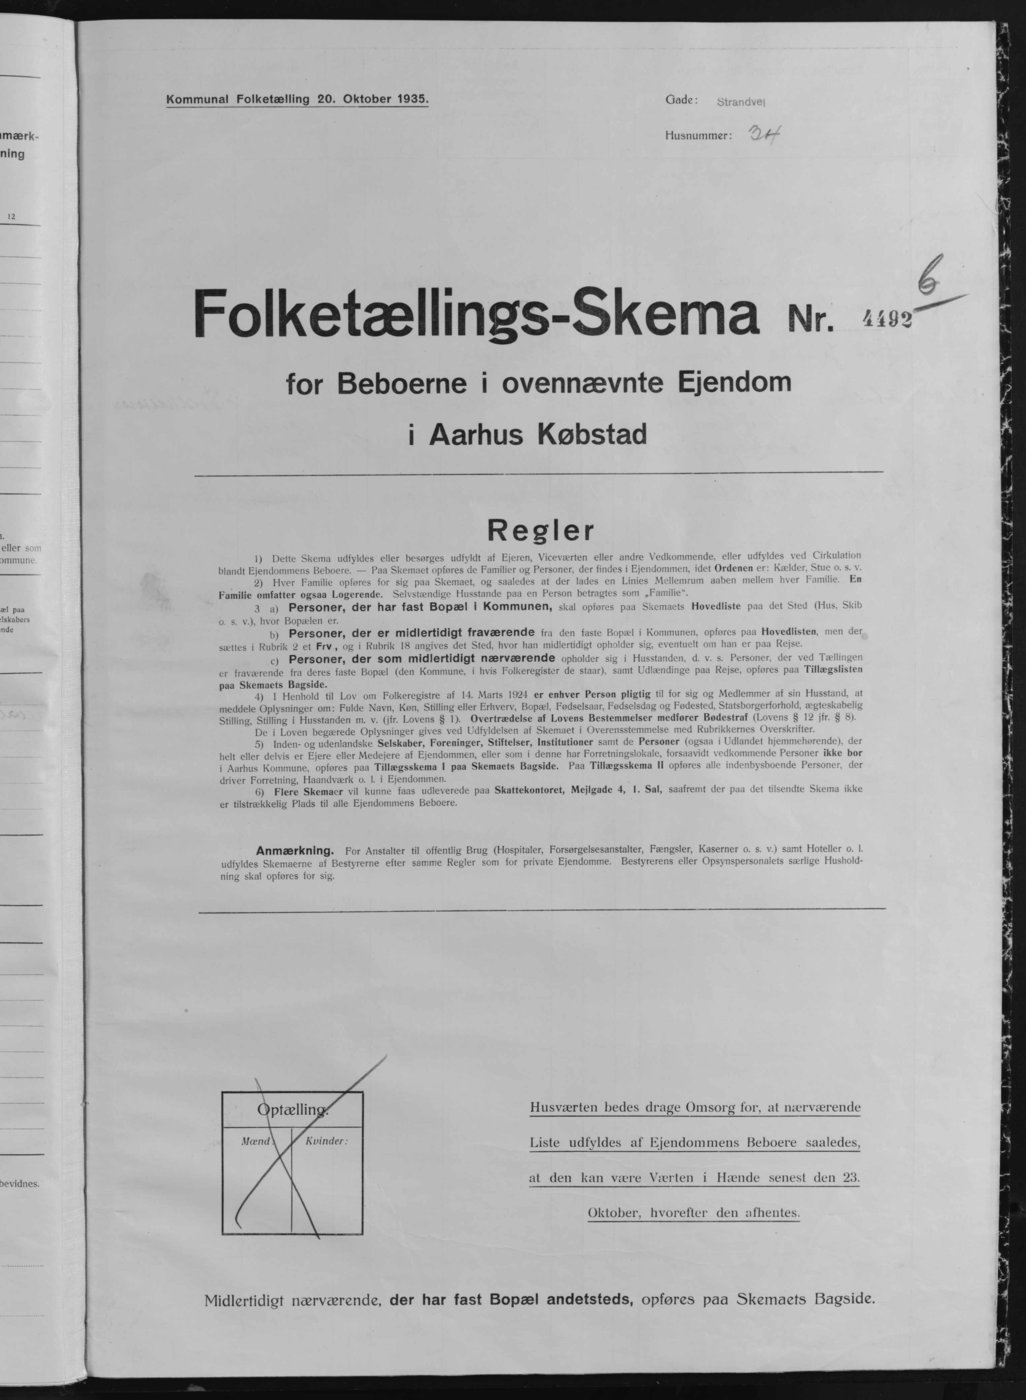 Kommunal Folketælling 20. Oktober 1935.
Gade: Strandvej
Husnummer: 34
6
Folketællings-Skema Nr. 4492
for Beboerne i ovennævnte Ejendom
i Aarhus Købstad
Regler
1) Dette Skema udfyldes eller besørges udfyldt af Ejeren, Viceværten eller andre Vedkommende, eller udfyldes ved Cirkulation
blandt Ejendommens Beboere. — Paa Skemaet opføres de Familier og Personer, der findes i Ejendommen, idet Ordenen er: Kælder, Stue o. s. v.
2) Hver Familie opføres for sig paa Skemaet, og saaledes at der lades en Linies Mellemrum aaben mellem hver Familie. En
Familie omfatter ogsaa Logerende. Selvstændige Husstande paa en Person betragtes som „Familie“.
3 a) Personer, der har fast Bopæl i Kommunen, skal opføres paa Skemaets Hovedliste paa det Sted (Hus, Skib
o. s. v.), hvor Bopælen er.
b) Personer, der er midlertidigt fraværende fra den faste Bopæl i Kommunen, opføres paa Hovedlisten, men der
sættes i Rubrik 2 et Frv., og i Rubrik 18 angives det Sted, hvor han midlertidigt opholder sig, eventuelt om han er paa Rejse.
c) Personer, der som midlertidigt nærværende opholder sig i Husstanden, d. v. s. Personer, der ved Tællingen
er fraværende fra deres faste Bopæl (den Kommune, i hvis Folkeregister de staar), samt Udlændinge paa Rejse, opføres paa Tillægslisten
paa Skemaets Bagside.
4) I Henhold til Lov om Folkeregistre af 14. Marts 1924 er enhver Person pligtig til for sig og Medlemmer af sin Husstand, at
meddele Oplysninger om: Fulde Navn, Køn, Stilling eller Erhverv, Bopæl, Fødselsaar, Fødselsdag og Fødested, Statsborgerforhold, ægteskabelig
Stilling, Stilling i Husstanden m. v. (jfr. Lovens § 1). Overtrædelse af Lovens Bestemmelser medfører Bødestraf (Lovens § 12 jfr. § 8).
De i Loven begærede Oplysninger gives ved Udfyldelsen af Skemaet i Overensstemmelse med Rubrikkernes Overskrifter.
5) Inden- og udenlandske Selskaber, Foreninger, Stiftelser, Institutioner samt de Personer (ogsaa i Udlandet hjemmehørende), der
helt eller delvis er Ejere eller Medejere af Ejendommen, eller som i denne har Forretningslokale, forsaavidt vedkommende Personer ikke bor
i Aarhus Kommune, opføres paa Tillægsskema I paa Skemaets Bagside. Paa Tillægsskema II opføres alle indenbysboende Personer, der
driver Forretning, Haandværk o. l. i Ejendommen.
6) Flere Skemaer vil kunne faas udleverede paa Skattekontoret, Mejlgade 4, 1. Sal, saafremt der paa det tilsendte Skema ikke
er tilstrækkelig Plads til alle Ejendommens Beboere.
Anmærkning. For Anstalter til offentlig Brug (Hospitaler, Forsørgelsesanstalter, Fængsler, Kaserner o. s. v.) samt Hoteller o. l.
udfyldes Skemaerne af Bestyrerne efter samme Regler som for private Ejendomme. Bestyrerens eller Opsynspersonalets særlige Hushold-
ning skal opføres for sig.
Optælling.
Mænd: Kvinder:
Husværten bedes drage Omsorg for, at nærværende
Liste udfyldes af Ejendommens Beboere saaledes,
at den kan være Værten i Hænde senest den 23.
Oktober, hvorefter den afhentes.
Midlertidigt nærværende, der har fast Bopæl andetsteds, opføres paa Skemaets Bagside.